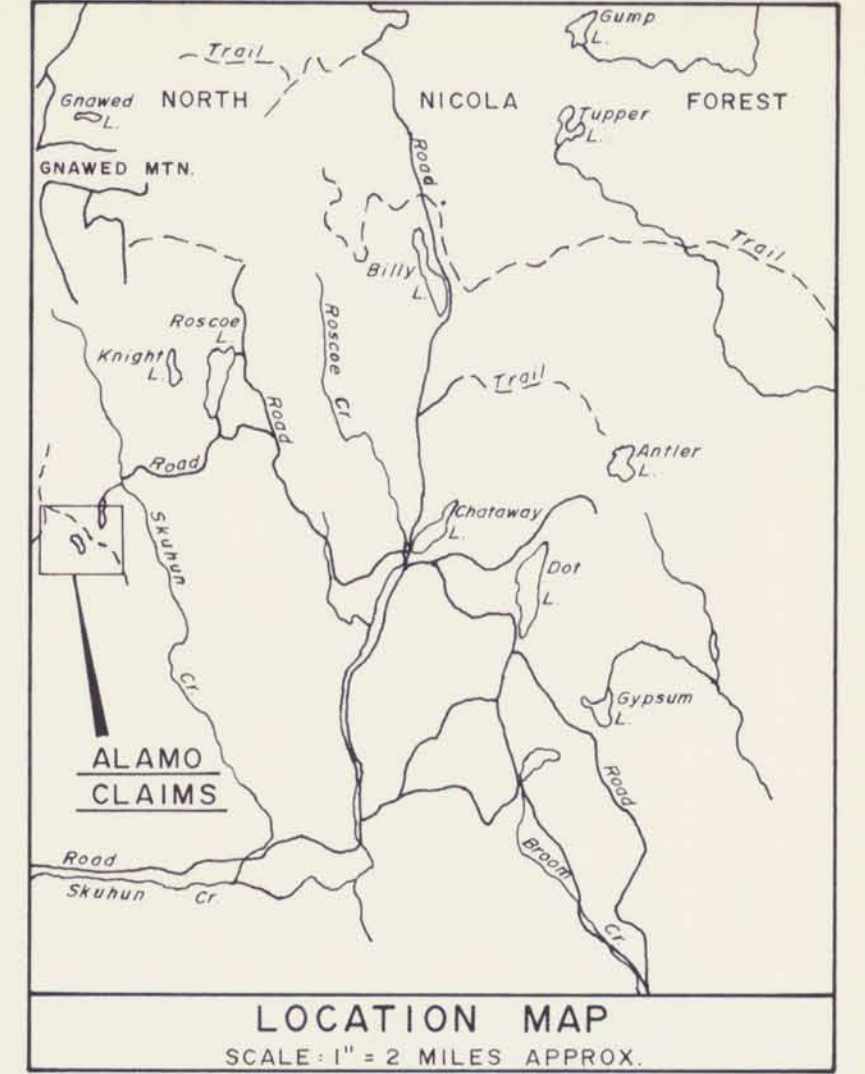 Gump
L.
Trail
Gnawed
L.
NORTH NICOLA FOREST
Tupper
L.
Road
GNAWED MTN.
Trail
Billy
L.
Roscoe
L.
Roscoe
Cr.
Knight
L.
Trail
Road
Antler
L.
Road
Chataway
L.
Skuhun
Cr.
Dot
L.
Gypsum
L.
ALAMO
CLAIMS
Road
Road
Skuhun Cr.
Broom
Cr.
LOCATION MAP
SCALE: 1" = 2 MILES APPROX.